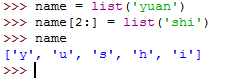 >>> name = list('yuan')
>>> name[2:] = list('shi')
>>> name
['y', 'u', 's', 'h', 'i']
>>>